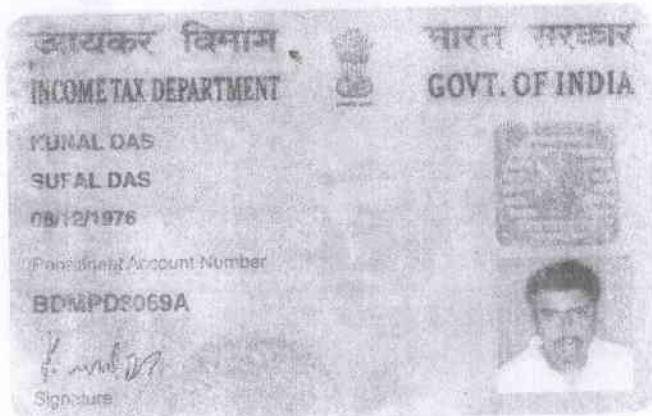 आयकर विभाग
भारत सरकार
INCOME TAX DEPARTMENT
GOVT. OF INDIA
KUNAL DAS
SUFAL DAS
08/12/1976
Permanent Account Number
Signature